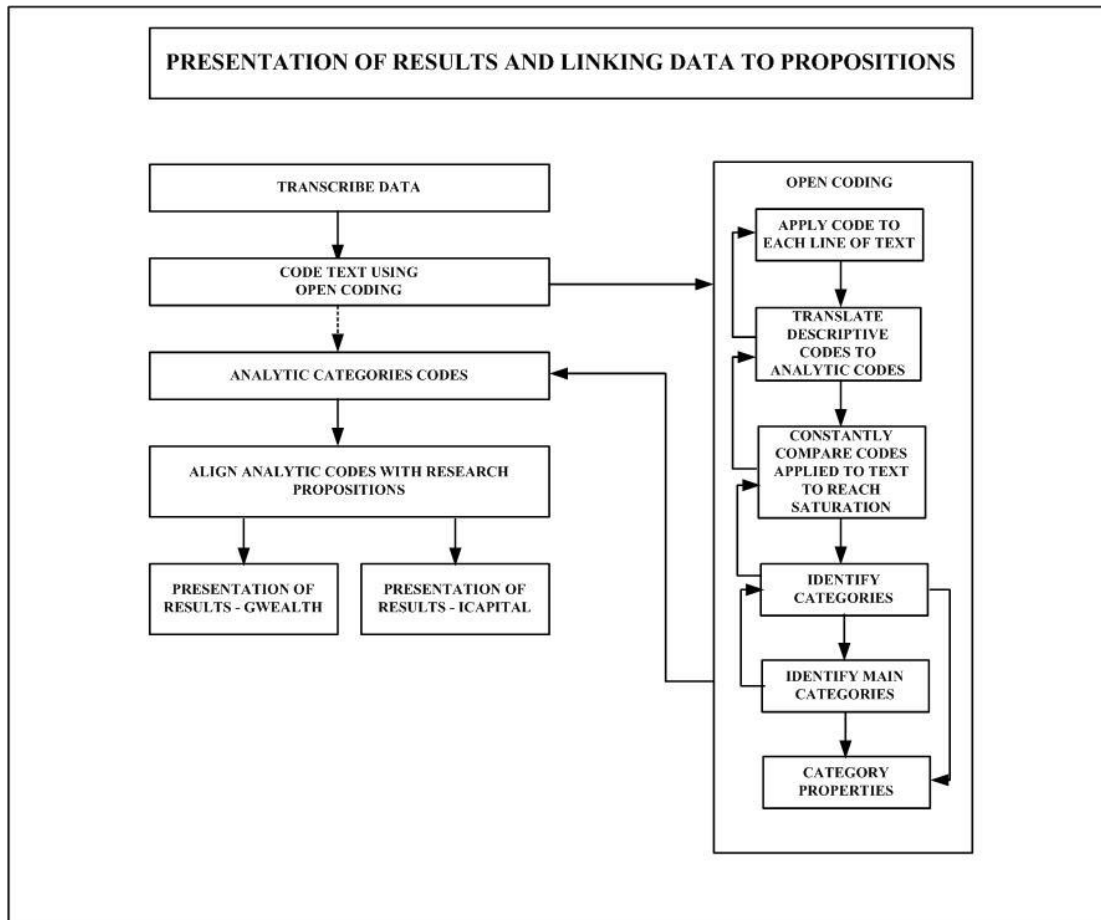 PRESENTATION OF RESULTS AND LINKING DATA TO PROPOSITIONS
TRANSCRIBE DATA
CODE TEXT USING
OPEN CODING
ANALYTIC CATEGORIES CODES
ALIGN ANALYTIC CODES WITH RESEARCH
PROPOSITIONS
PRESENTATION OF
RESULTS - GWEALTH
PRESENTATION OF
RESULTS - ICAPITAL
OPEN CODING
APPLY CODE TO
EACH LINE OF TEXT
TRANSLATE
DESCRIPTIVE
CODES TO
ANALYTIC CODES
CONSTANTLY
COMPARE CODES
APPLIED TO TEXT
TO REACH
SATURATION
IDENTIFY
CATEGORIES
IDENTIFY MAIN
CATEGORIES
CATEGORY
PROPERTIES